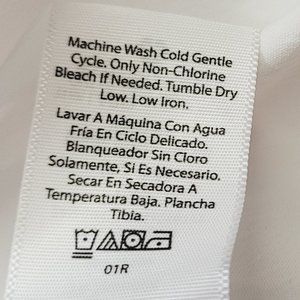 Machine Wash Cold Gentle
Cycle. Only Non-Chlorine
Bleach If Needed. Tumble Dry
Low. Low Iron.
Lavar A Máquina Con Agua
Fría En Ciclo Delicado.
Blanqueador Sin Cloro
Solamente, Si Es Necesario.
Secar En Secadora A
Temperatura Baja. Plancha
Tibia.
01R